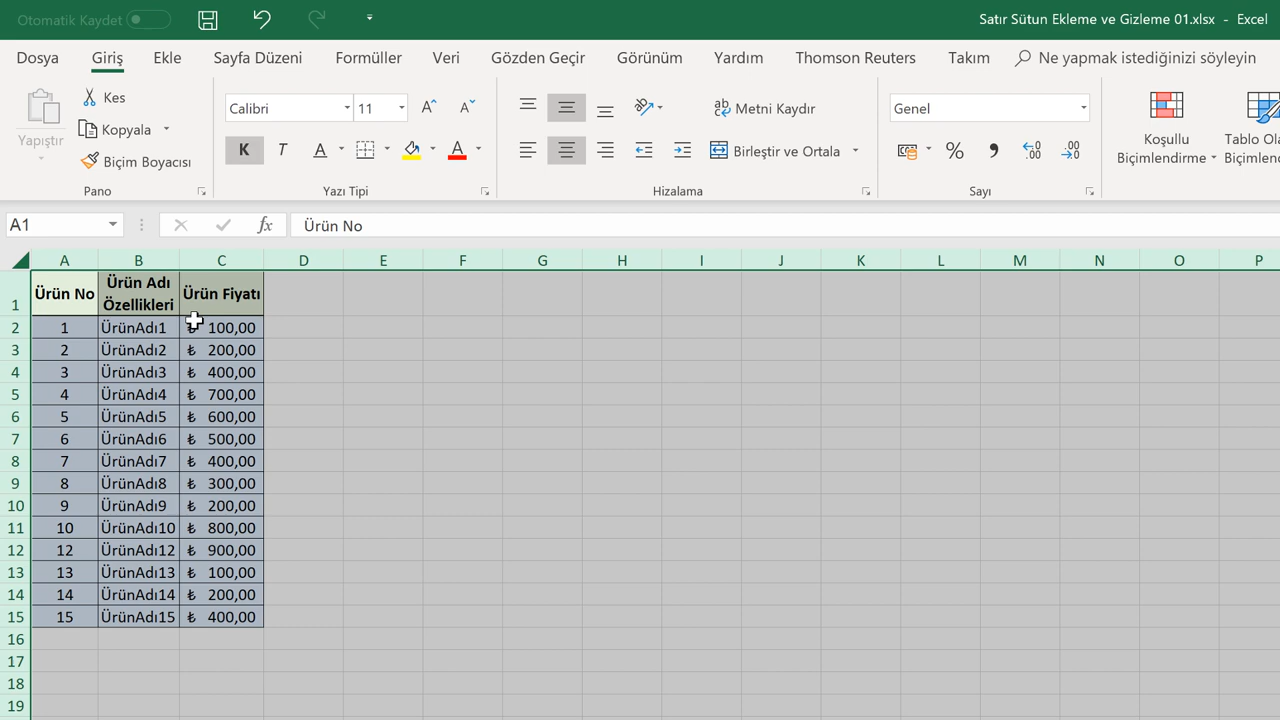 Otomatik Kaydet
Satır Sütun Ekleme ve Gizleme 01.xlsx - Excel
Dosya Giriş Ekle Sayfa Düzeni Formüller Veri Gözden Geçir Görünüm Yardım Thomson Reuters Takım Ne yapmak istediğinizi söyleyin
Yapıştır
Kes
Kopyala
Biçim Boyacısı
Pano
Calibri 11 A A
K T A A
Yazı Tipi
ab Metni Kaydır
Birleştir ve Ortala
Hizalama
Genel
% 9 ,00 ,00
Sayı
Koşullu
Biçimlendirme
Tablo Ola
Biçimlen
A1 fx Ürün No
A B C D E F G H I J K L M N O P
1 Ürün No Ürün Adı Özellikleri Ürün Fiyatı
2 1 ÜrünAdı1 ₺ 100,00
3 2 ÜrünAdı2 ₺ 200,00
4 3 ÜrünAdı3 ₺ 400,00
5 4 ÜrünAdı4 ₺ 700,00
6 5 ÜrünAdı5 ₺ 600,00
7 6 ÜrünAdı6 ₺ 500,00
8 7 ÜrünAdı7 ₺ 400,00
9 8 ÜrünAdı8 ₺ 300,00
10 9 ÜrünAdı9 ₺ 200,00
11 10 ÜrünAdı10 ₺ 800,00
12 12 ÜrünAdı12 ₺ 900,00
13 13 ÜrünAdı13 ₺ 100,00
14 14 ÜrünAdı14 ₺ 200,00
15 15 ÜrünAdı15 ₺ 400,00
16
17
18
19